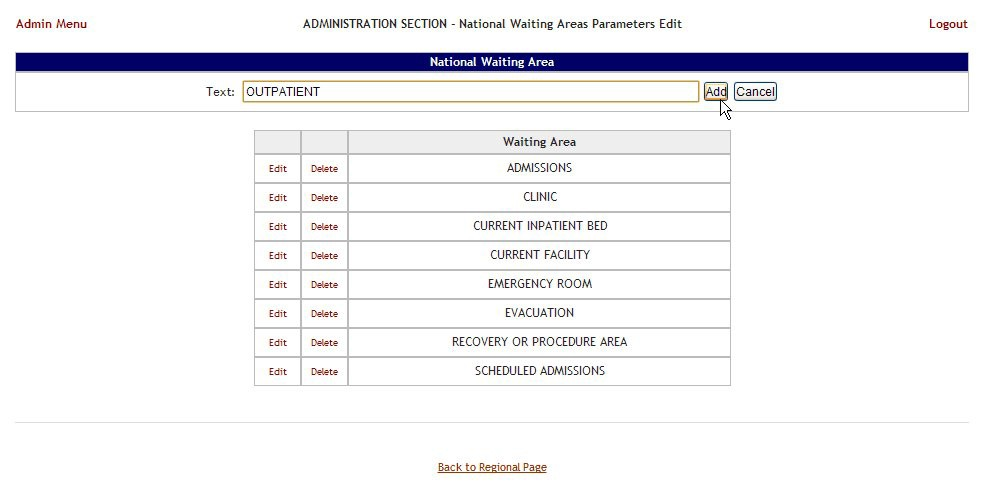 Admin Menu ADMINISTRATION SECTION - National Waiting Areas Parameters Edit Logout
National Waiting Area
Text: OUTPATIENT Add Cancel
Waiting Area
Edit Delete ADMISSIONS
Edit Delete CLINIC
Edit Delete CURRENT INPATIENT BED
Edit Delete CURRENT FACILITY
Edit Delete EMERGENCY ROOM
Edit Delete EVACUATION
Edit Delete RECOVERY OR PROCEDURE AREA
Edit Delete SCHEDULED ADMISSIONS
Back to Regional Page